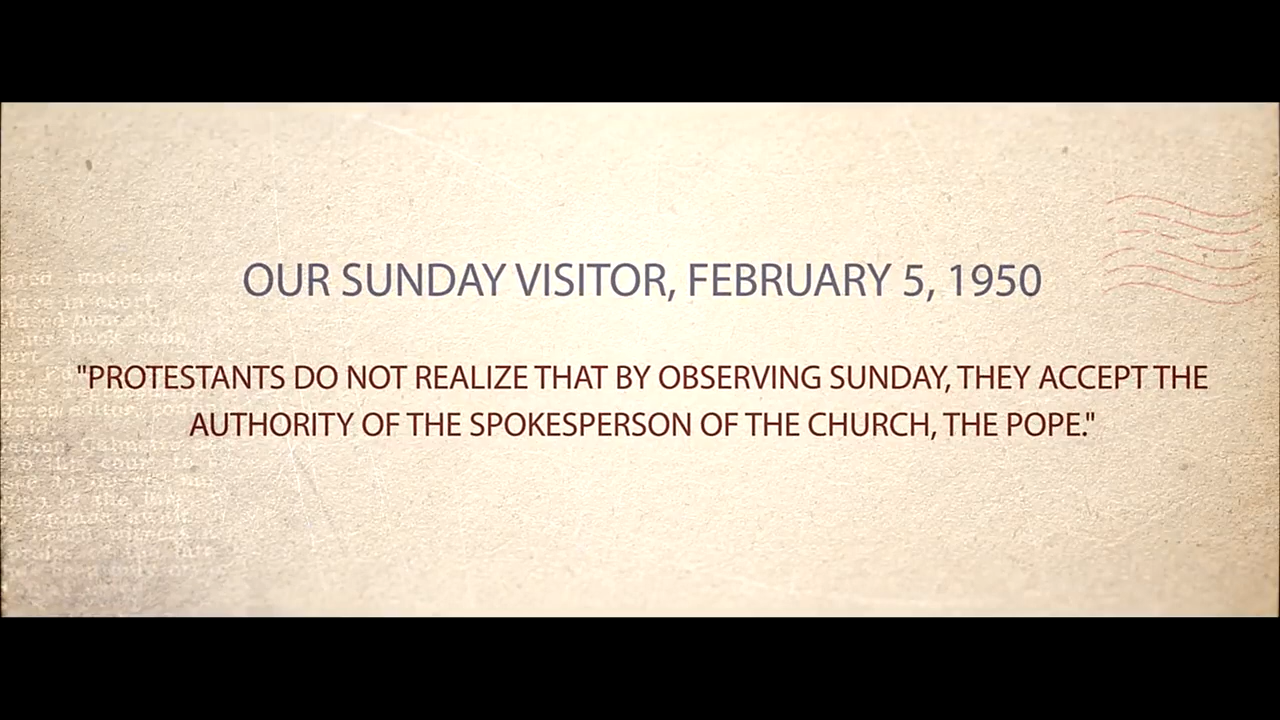 OUR SUNDAY VISITOR, FEBRUARY 5, 1950
"PROTESTANTS DO NOT REALIZE THAT BY OBSERVING SUNDAY, THEY ACCEPT THE
AUTHORITY OF THE SPOKESPERSON OF THE CHURCH, THE POPE."